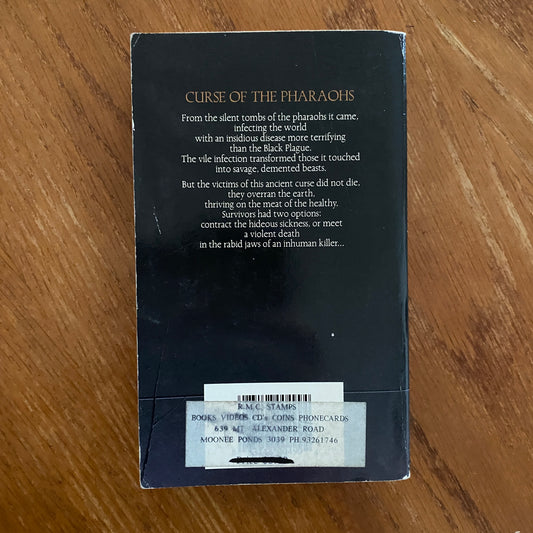 CURSE OF THE PHARAOHS
From the silent tombs of the pharaohs it came,
infecting the world
with an insidious disease more terrifying
than the Black Plague.
The vile infection transformed those it touched
into savage, demented beasts.
But the victims of this ancient curse did not die,
they overran the earth,
thriving on the meat of the healthy.
Survivors had two options:
contract the hideous sickness, or meet
a violent death
in the rabid jaws of an inhuman killer...
R.M.C. STAMPS
BOOKS VIDEOS CD's COINS PHONECARDS
639 MT. ALEXANDER ROAD
MOONEE PONDS 3039 PH.93261746